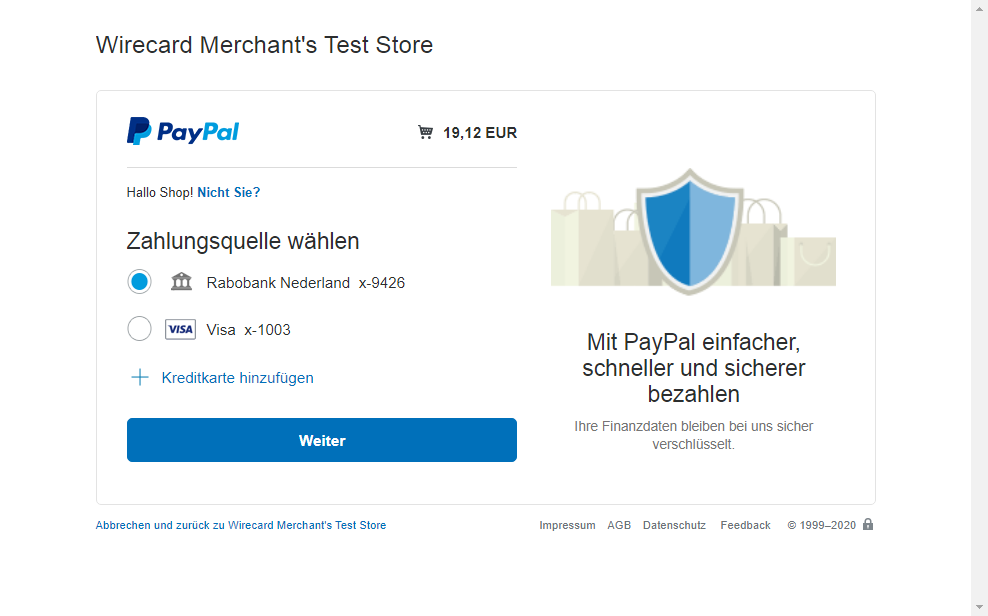 Wirecard Merchant's Test Store
PayPal
19,12 EUR
Hallo Shop! Nicht Sie?
Zahlungsquelle wählen
Rabobank Nederland x-9426
VISA Visa x-1003
Kreditkarte hinzufügen
Weiter
Mit PayPal einfacher,
schneller und sicherer
bezahlen
Ihre Finanzdaten bleiben bei uns sicher
verschlüsselt.
Abbrechen und zurück zu Wirecard Merchant's Test Store
Impressum AGB Datenschutz Feedback © 1999–2020